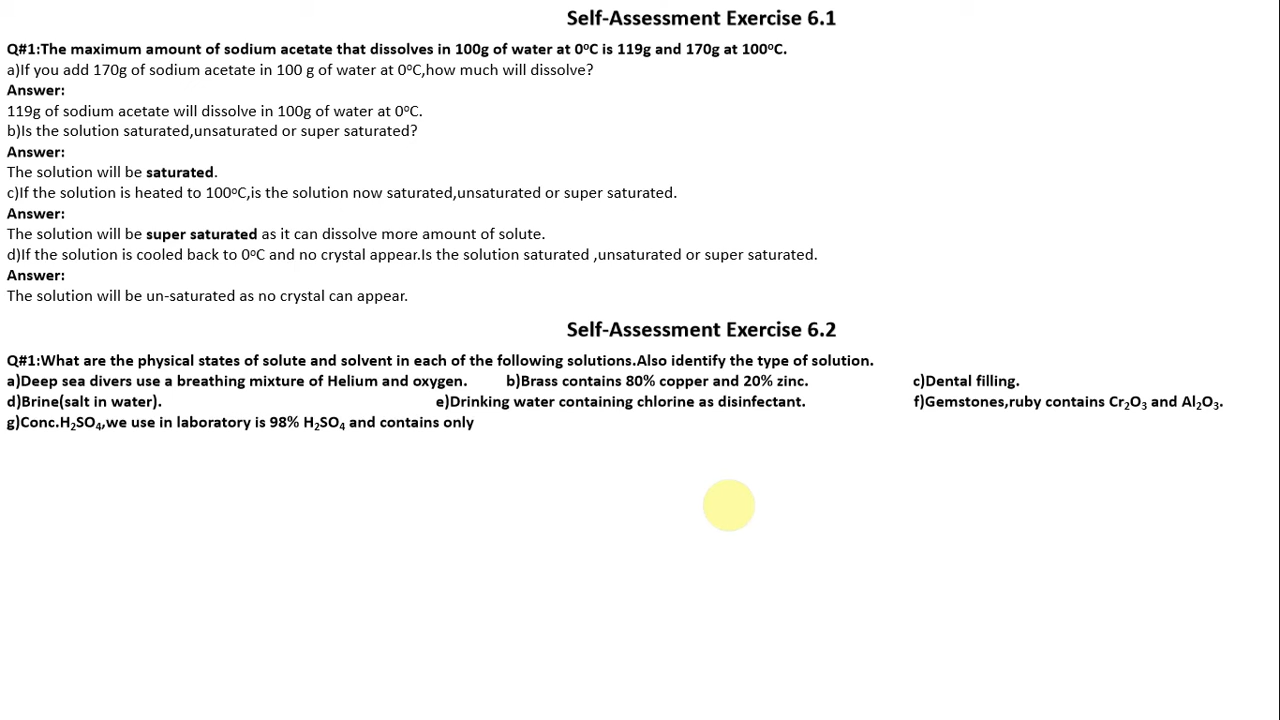 Self-Assessment Exercise 6.1
Q#1:The maximum amount of sodium acetate that dissolves in 100g of water at 0⁰C is 119g and 170g at 100⁰C.
a)If you add 170g of sodium acetate in 100 g of water at 0⁰C,how much will dissolve?
Answer:
119g of sodium acetate will dissolve in 100g of water at 0⁰C.
b)Is the solution saturated,unsaturated or super saturated?
Answer:
The solution will be saturated.
c)If the solution is heated to 100⁰C,is the solution now saturated,unsaturated or super saturated.
Answer:
The solution will be super saturated as it can dissolve more amount of solute.
d)If the solution is cooled back to 0⁰C and no crystal appear.Is the solution saturated ,unsaturated or super saturated.
Answer:
The solution will be un-saturated as no crystal can appear.
Self-Assessment Exercise 6.2
Q#1:What are the physical states of solute and solvent in each of the following solutions.Also identify the type of solution.
a)Deep sea divers use a breathing mixture of Helium and oxygen. b)Brass contains 80% copper and 20% zinc. c)Dental filling.
d)Brine(salt in water). e)Drinking water containing chlorine as disinfectant. f)Gemstones,ruby contains Cr₂O₃ and Al₂O₃.
g)Conc.H₂SO₄,we use in laboratory is 98% H₂SO₄ and contains only